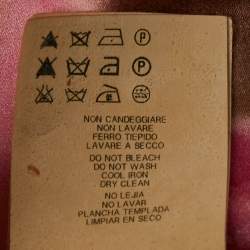 P
P
NON CANDEGGIARE
NON LAVARE
FERRO TIEPIDO
LAVARE A SECCO
DO NOT BLEACH
DO NOT WASH
COOL IRON
DRY CLEAN
NO LEJIA
NO LAVAR
PLANCHA TEMPLADA
LIMPIAR EN SECO